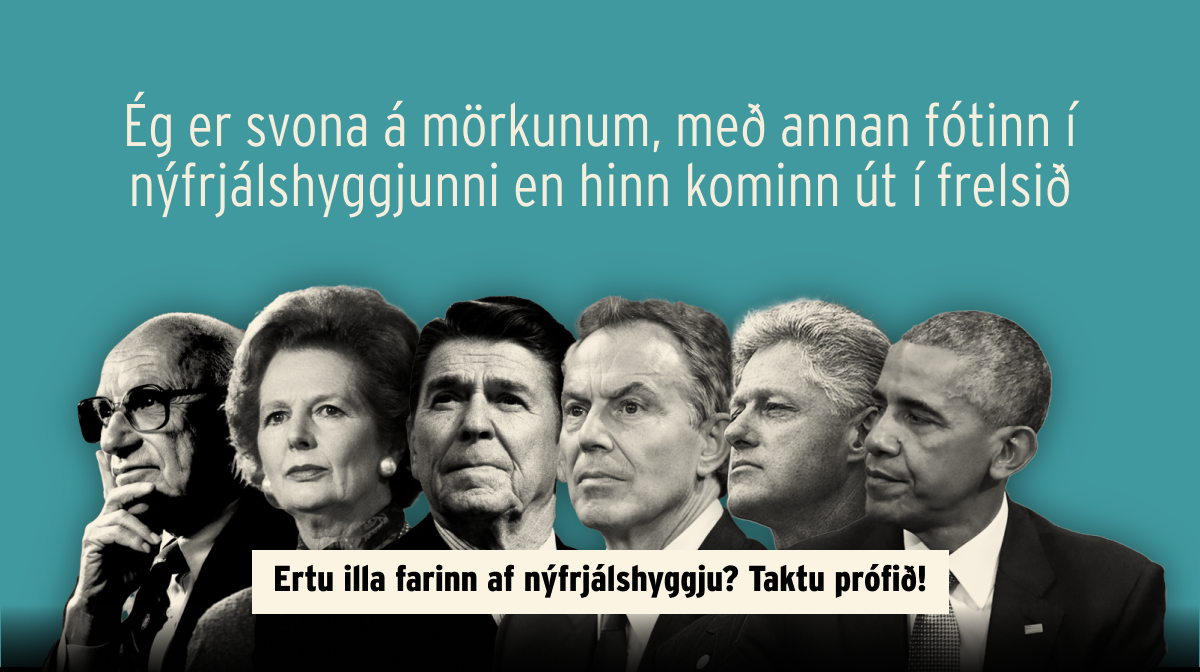 Ég er svona á mörkunum, með annan fótinn í
nýfrjálshyggjunni en hinn kominn út í frelsið
Ertu illa farinn af nýfrjálshyggju? Taktu prófið!